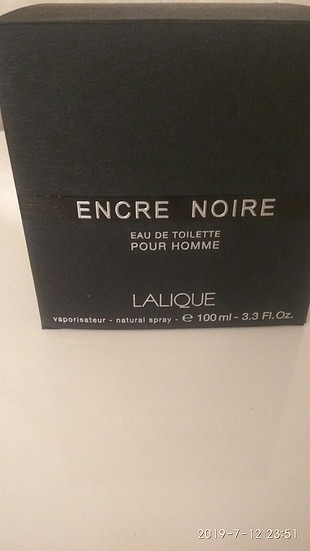 ENCRE NOIRE
EAU DE TOILETTE
POUR HOMME
LALIQUE
vaporisateur - natural spray - ℮ 100 ml - 3.3 Fl.Oz.
2019-7-12 23:51